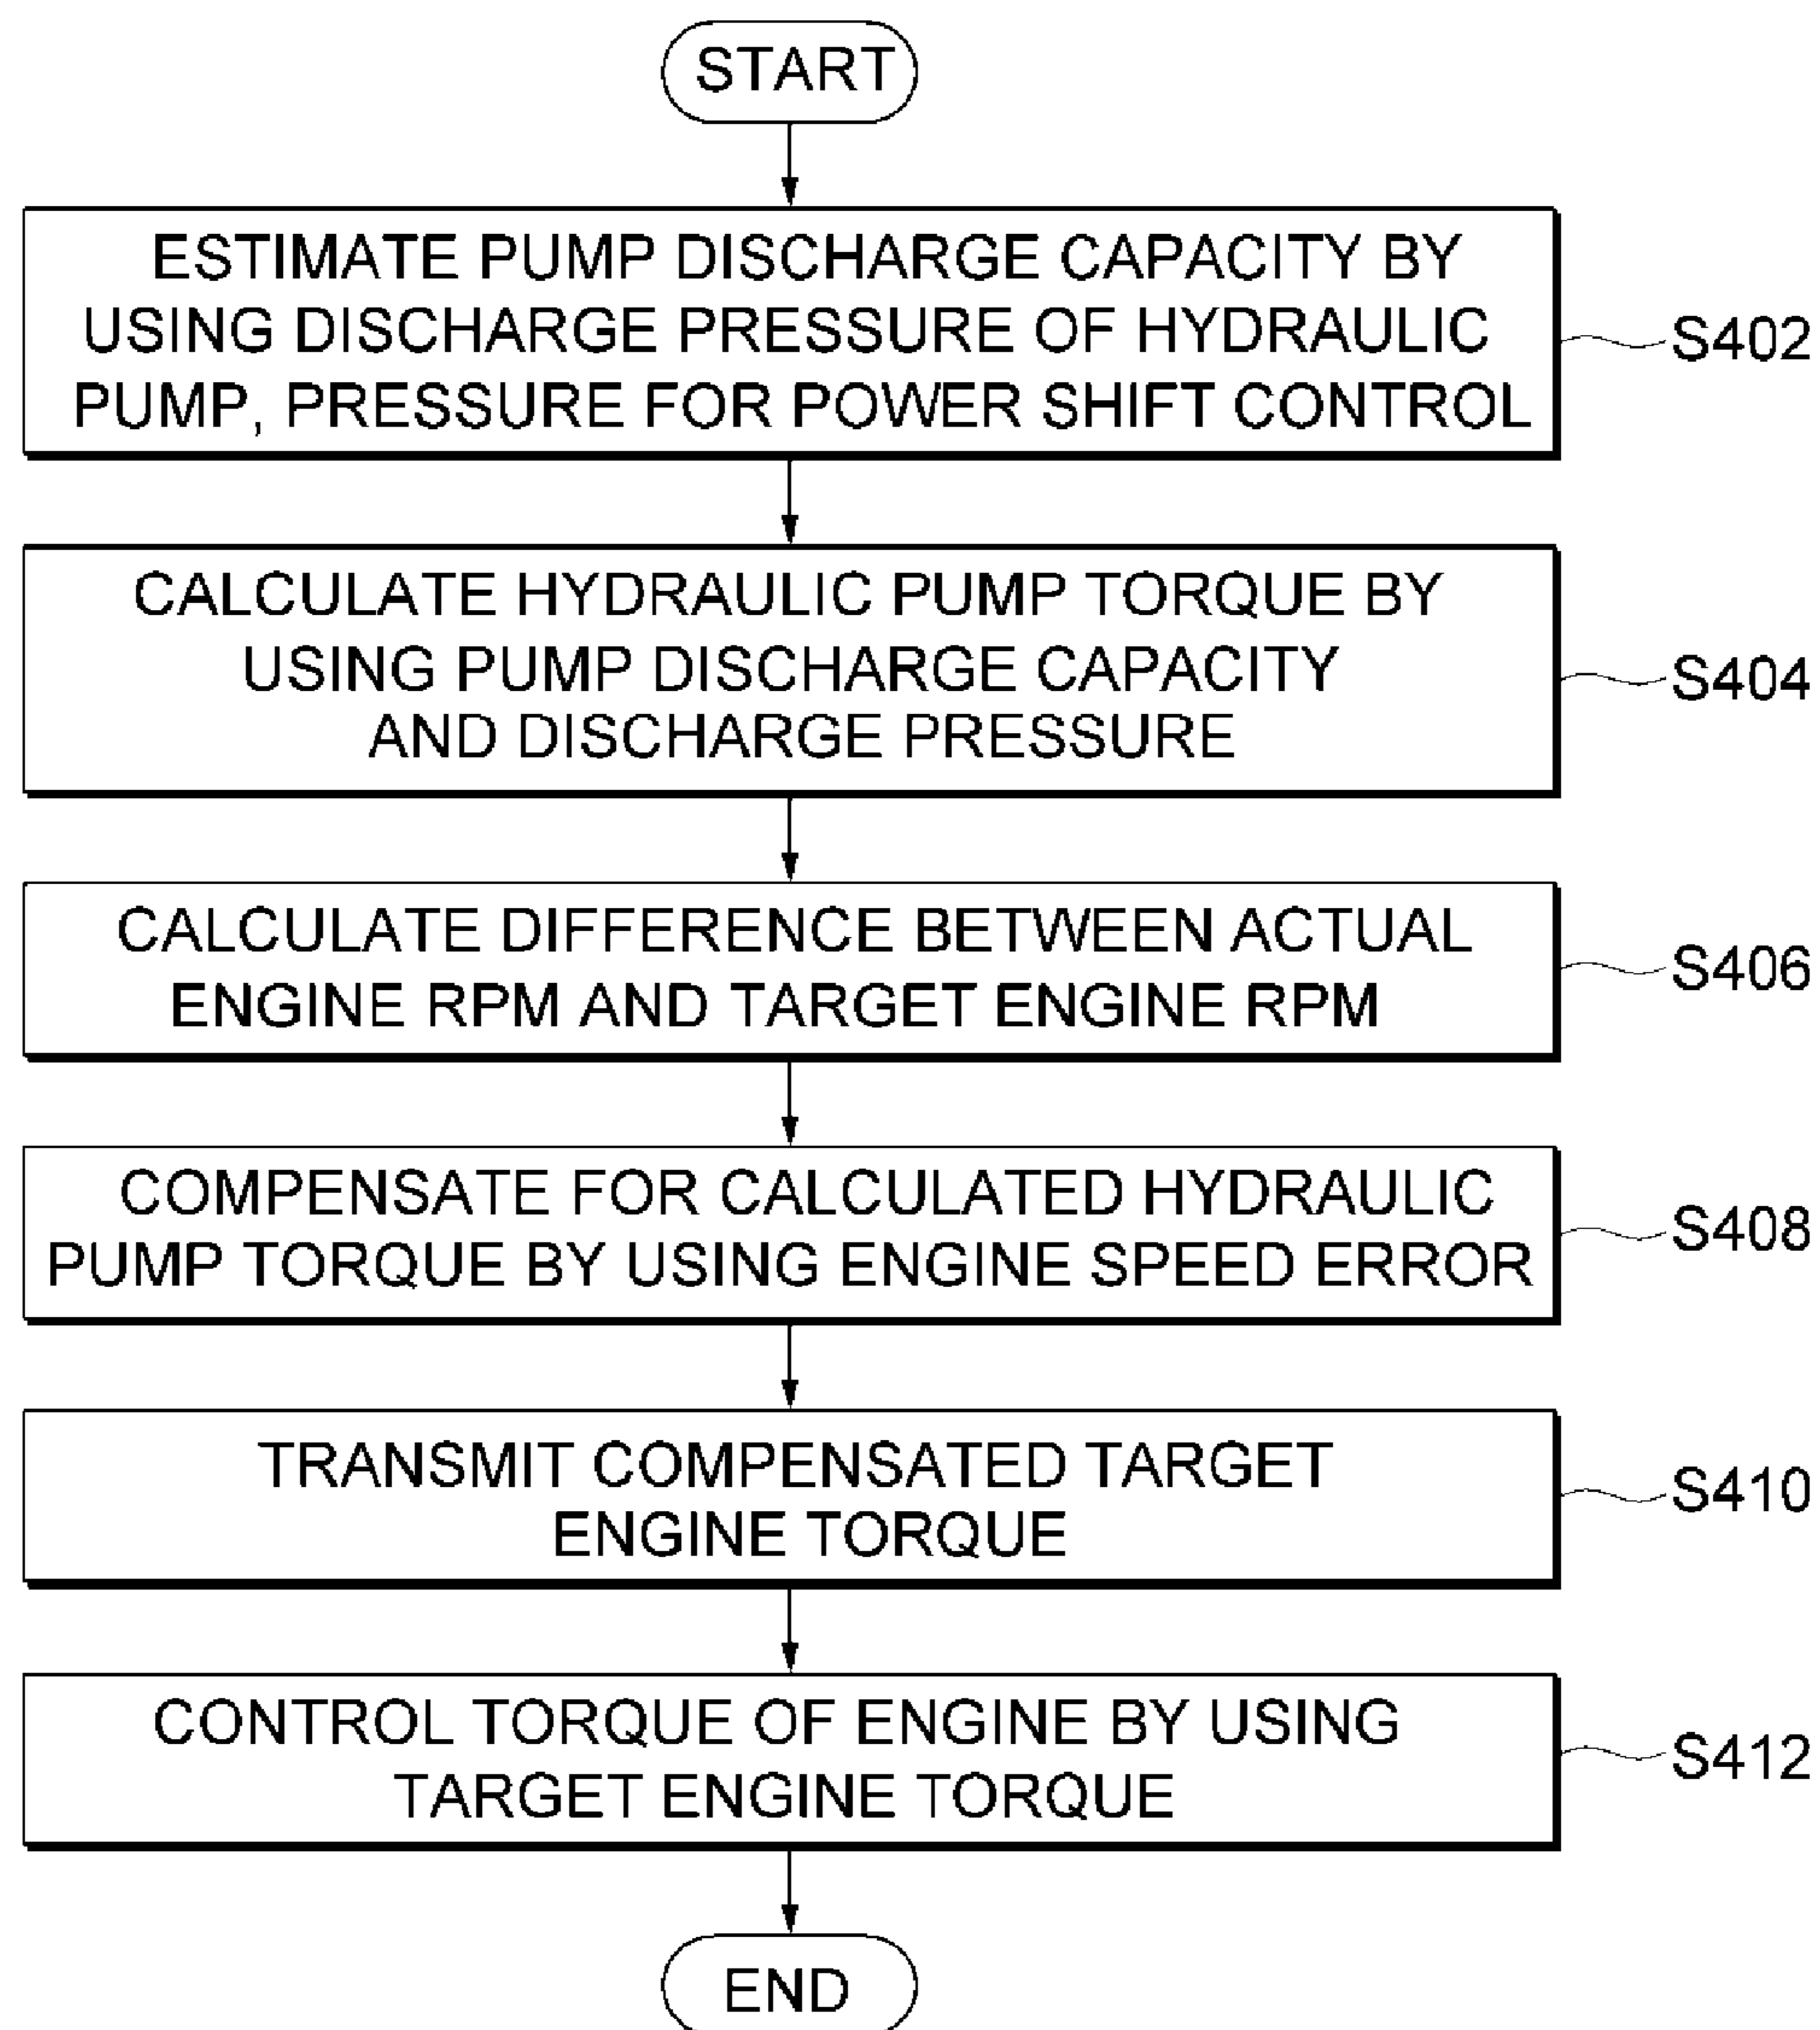 START
ESTIMATE PUMP DISCHARGE CAPACITY BY
USING DISCHARGE PRESSURE OF HYDRAULIC
PUMP, PRESSURE FOR POWER SHIFT CONTROL
S402
CALCULATE HYDRAULIC PUMP TORQUE BY
USING PUMP DISCHARGE CAPACITY
AND DISCHARGE PRESSURE
S404
CALCULATE DIFFERENCE BETWEEN ACTUAL
ENGINE RPM AND TARGET ENGINE RPM
S406
COMPENSATE FOR CALCULATED HYDRAULIC
PUMP TORQUE BY USING ENGINE SPEED ERROR
S408
TRANSMIT COMPENSATED TARGET
ENGINE TORQUE
S410
CONTROL TORQUE OF ENGINE BY USING
TARGET ENGINE TORQUE
S412
END